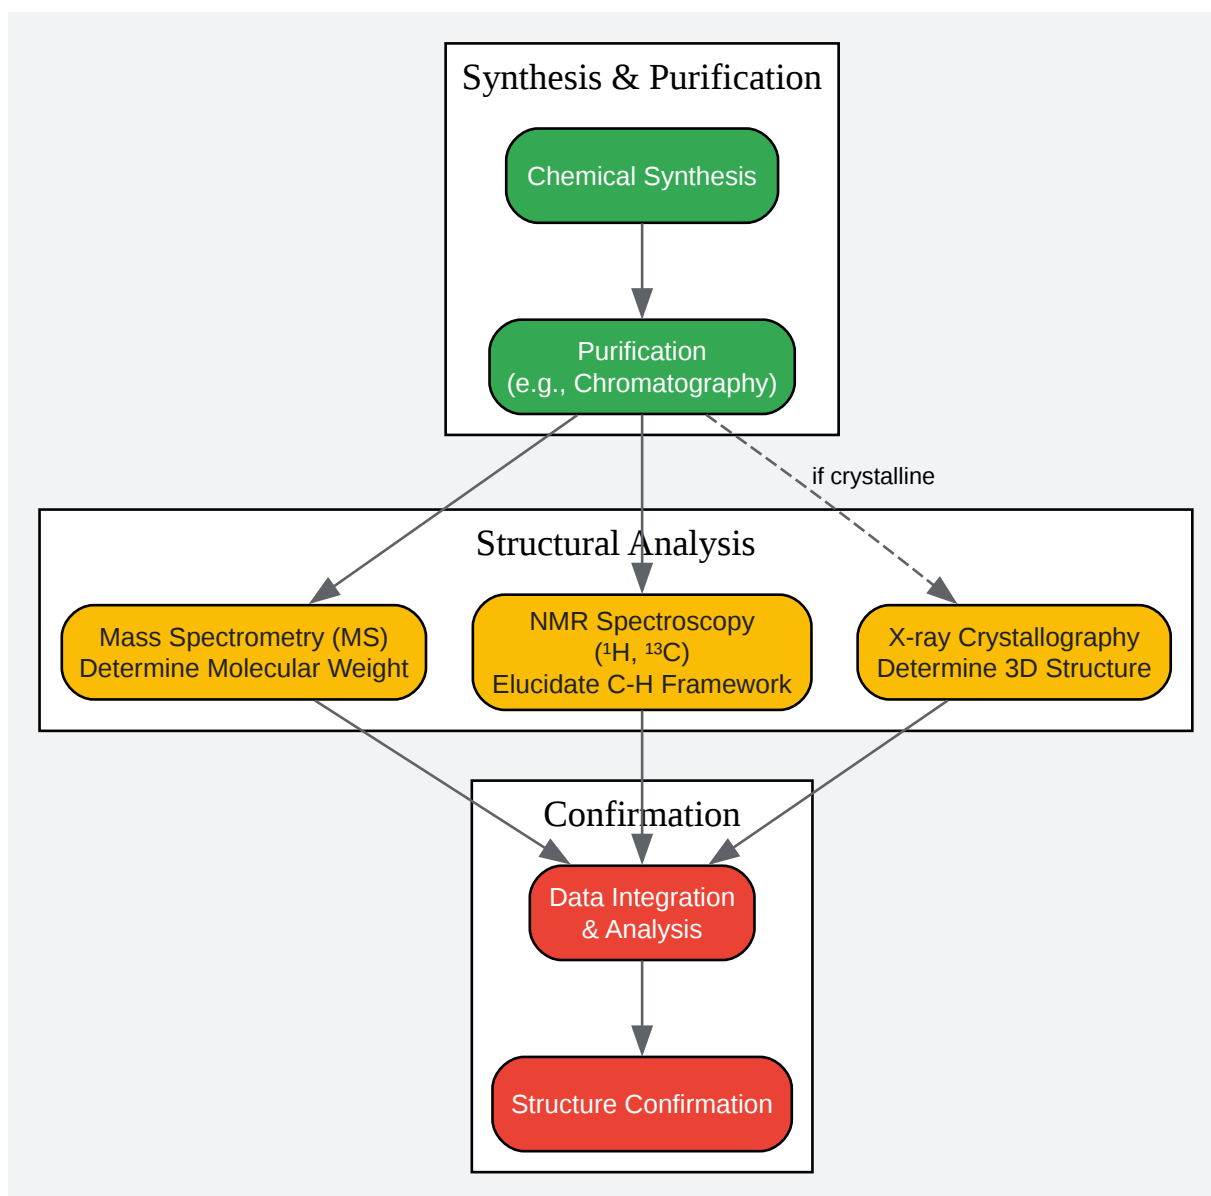 Synthesis & Purification
Chemical Synthesis
Purification
(e.g., Chromatography)
if crystalline
Structural Analysis
Mass Spectrometry (MS)
Determine Molecular Weight
NMR Spectroscopy
(¹H, ¹³C)
Elucidate C-H Framework
X-ray Crystallography
Determine 3D Structure
Confirmation
Data Integration
& Analysis
Structure Confirmation